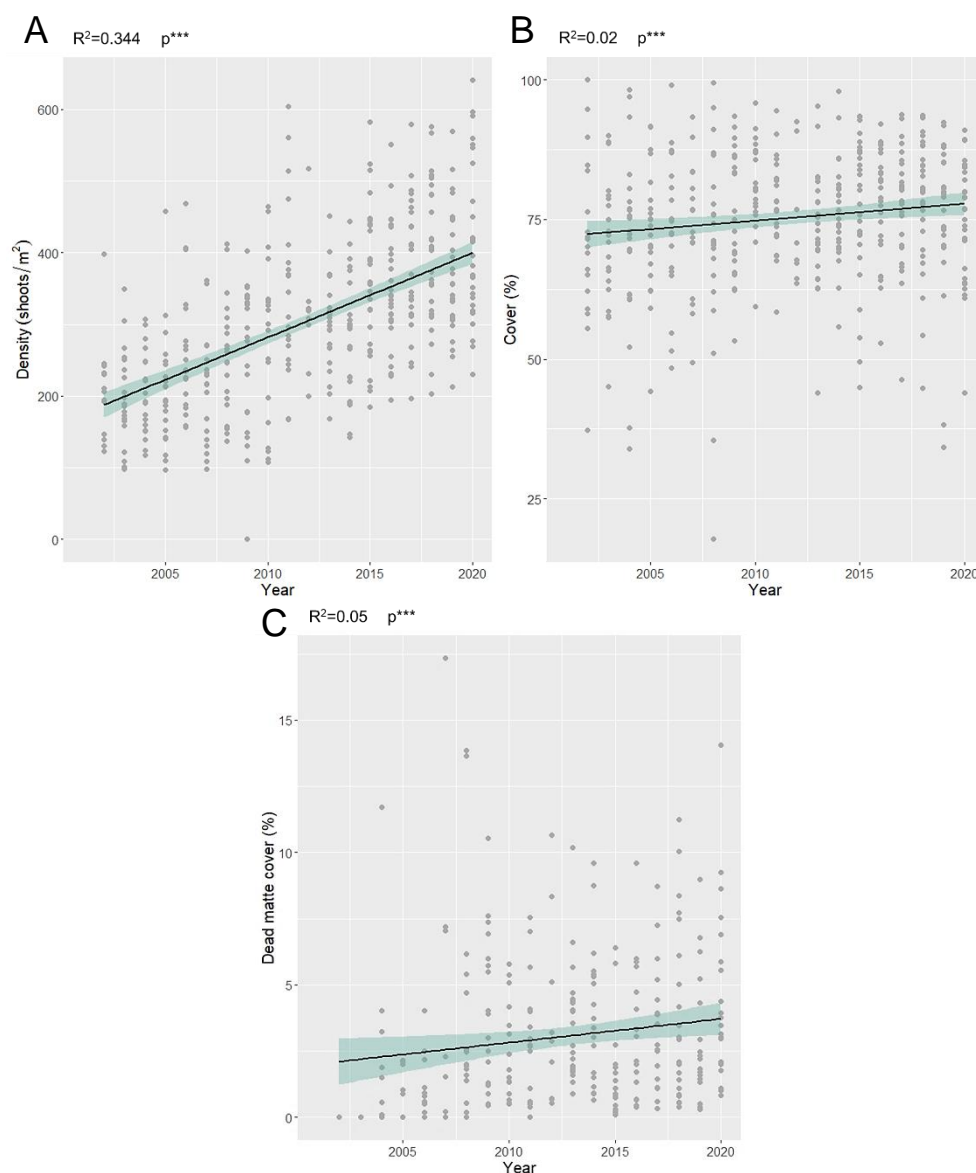 A R²=0.344 p***
Density (shoots/m²)
600
400
200
0
2005 2010 2015 2020
Year
B R²=0.02 p***
Cover (%)
100
75
50
25
2005 2010 2015 2020
Year
C R²=0.05 p***
Dead matte cover (%)
15
10
5
0
2005 2010 2015 2020
Year